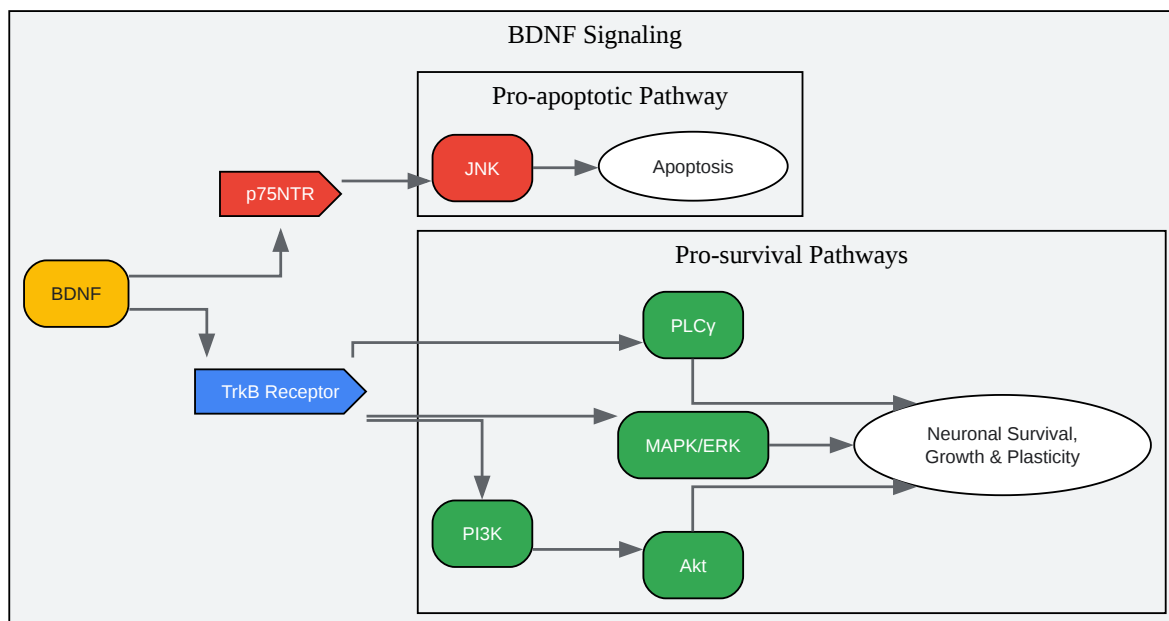 BDNF Signaling
Pro-apoptotic Pathway
JNK
Apoptosis
p75NTR
Pro-survival Pathways
BDNF
PLCγ
TrkB Receptor
MAPK/ERK
Neuronal Survival,
Growth & Plasticity
PI3K
Akt